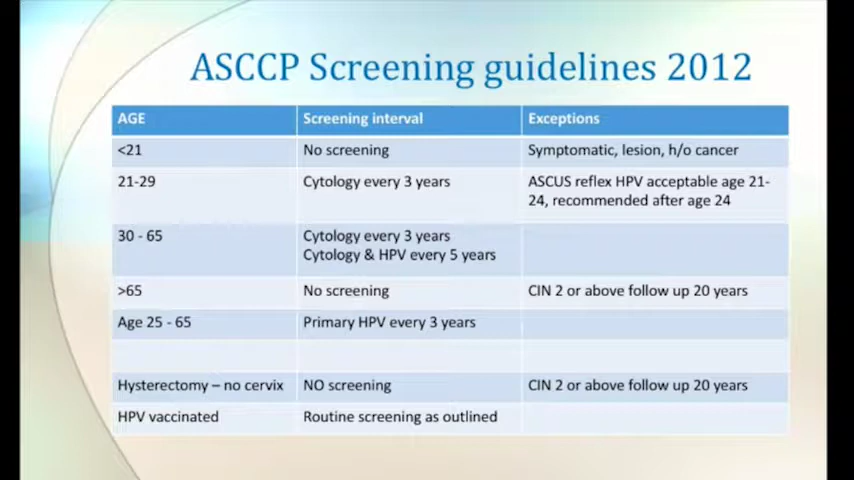 ASCCP Screening guidelines 2012
AGE Screening interval Exceptions
<21 No screening Symptomatic, lesion, h/o cancer
21-29 Cytology every 3 years ASCUS reflex HPV acceptable age 21-
24, recommended after age 24
30 - 65 Cytology every 3 years
Cytology & HPV every 5 years
>65 No screening CIN 2 or above follow up 20 years
Age 25 - 65 Primary HPV every 3 years
Hysterectomy – no cervix NO screening CIN 2 or above follow up 20 years
HPV vaccinated Routine screening as outlined